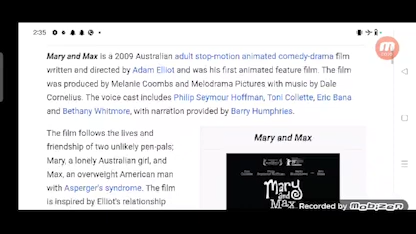 2:35
Mary and Max is a 2009 Australian adult stop-motion animated comedy-drama film
written and directed by Adam Elliot and was his first animated feature film. The film
was produced by Melanie Coombs and Melodrama Pictures with music by Dale
Cornelius. The voice cast includes Philip Seymour Hoffman, Toni Collette, Eric Bana
and Bethany Whitmore, with narration provided by Barry Humphries.
The film follows the lives and
friendship of two unlikely pen-pals;
Mary, a lonely Australian girl, and
Max, an overweight American man
with Asperger's syndrome. The film
is inspired by Elliot's relationship
Mary and Max
Mary
and
Max
Recorded by Mobizen